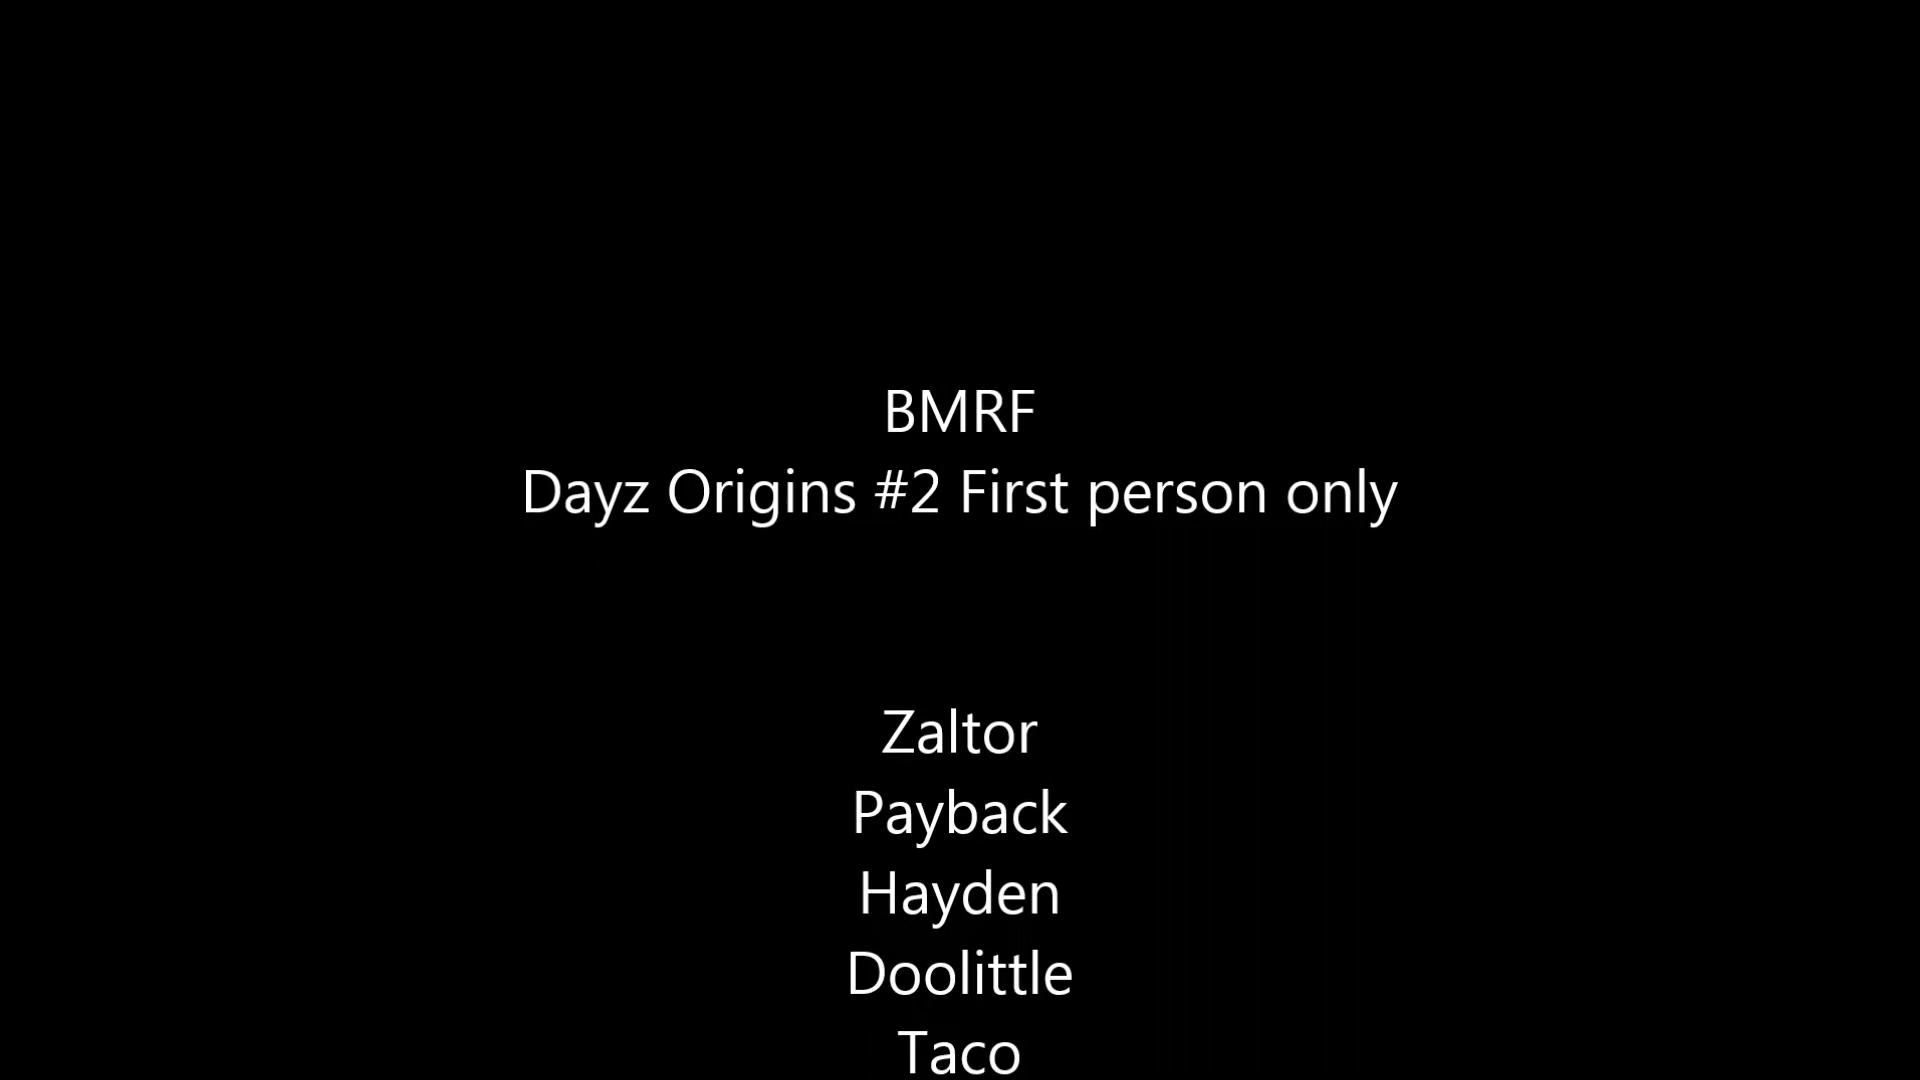 BMRF
Dayz Origins #2 First person only
Zaltor
Payback
Hayden
Doolittle
Taco